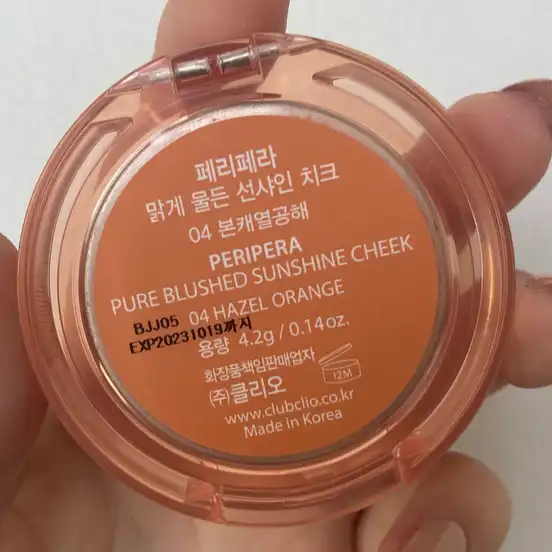 페리페라
맑게 물든 선샤인 치크
04 본캐열공해
PERIPERA
PURE BLUSHED SUNSHINE CHEEK
04 HAZEL ORANGE
BJJ05
EXP20231019까지
용량 4.2g / 0.14oz.
화장품책임판매업자
(주)클리오
12M
www.clubclio.co.kr
Made in Korea